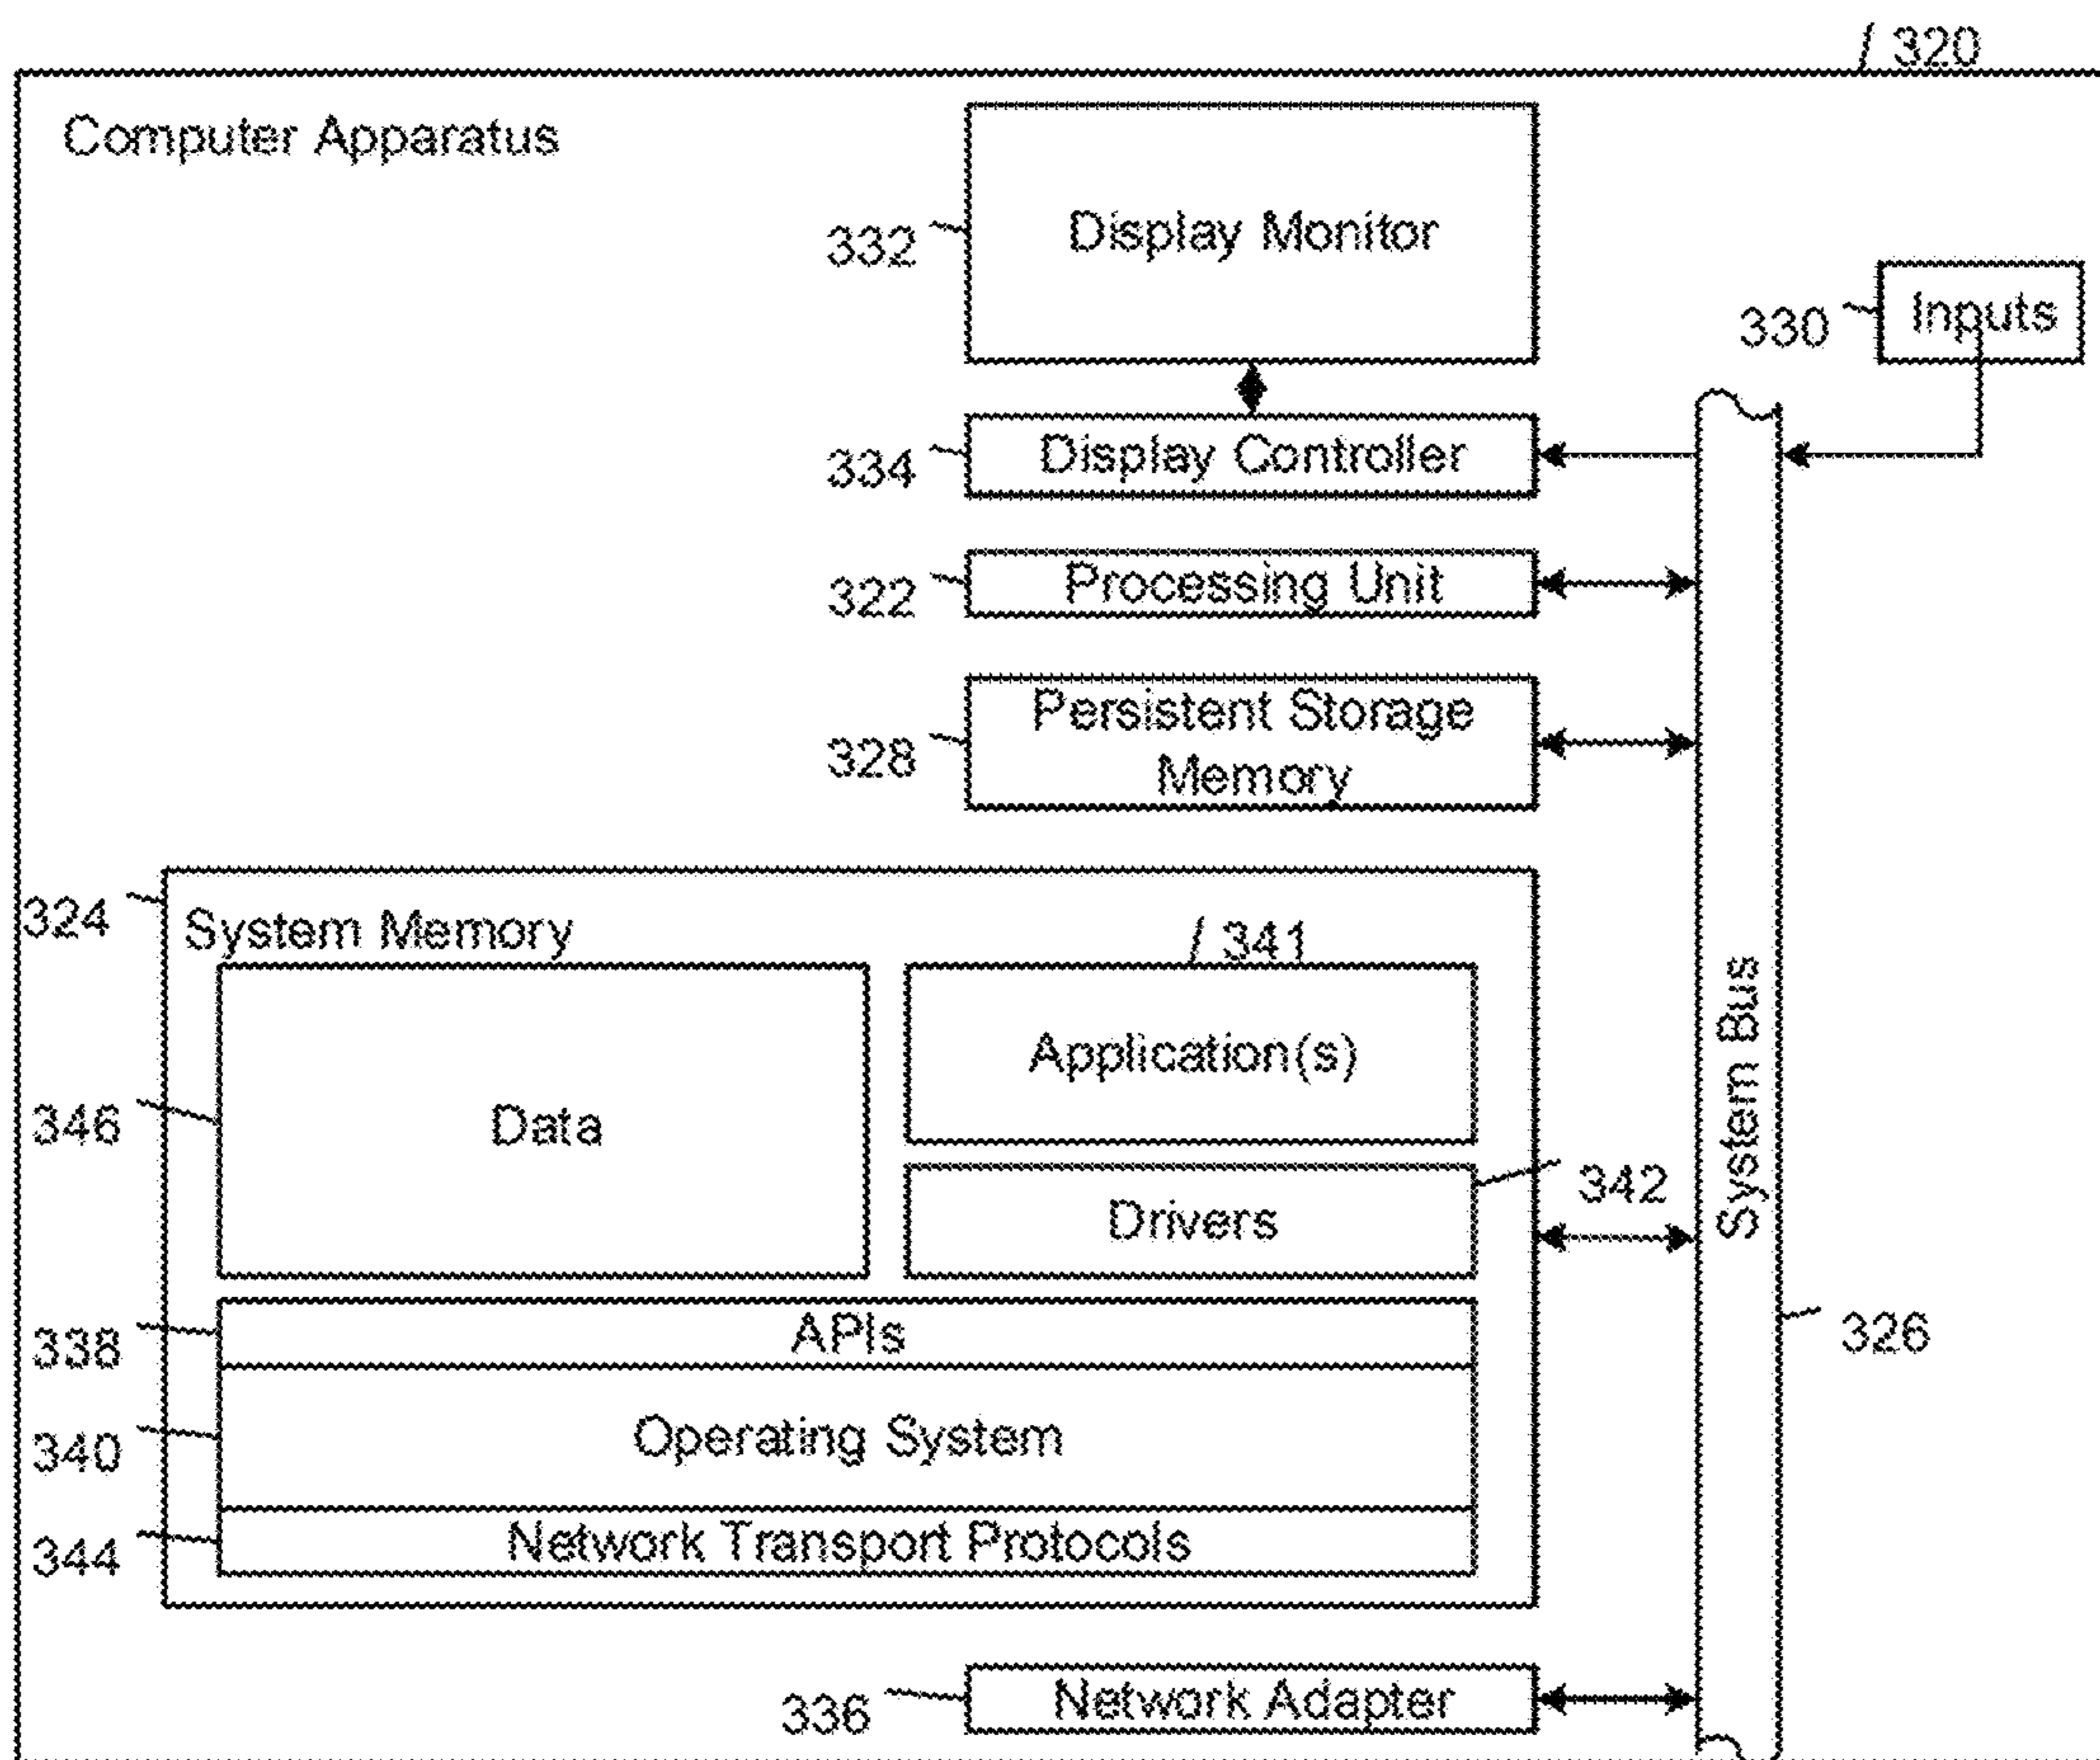 320
Computer Apparatus
332
Display Monitor
330
Inputs
334
Display Controller
322
Processing Unit
328
Persistent Storage
Memory
324
System Memory
341
Application(s)
346
Data
342
Drivers
System Bus
326
338
APIs
340
Operating System
344
Network Transport Protocols
336
Network Adapter